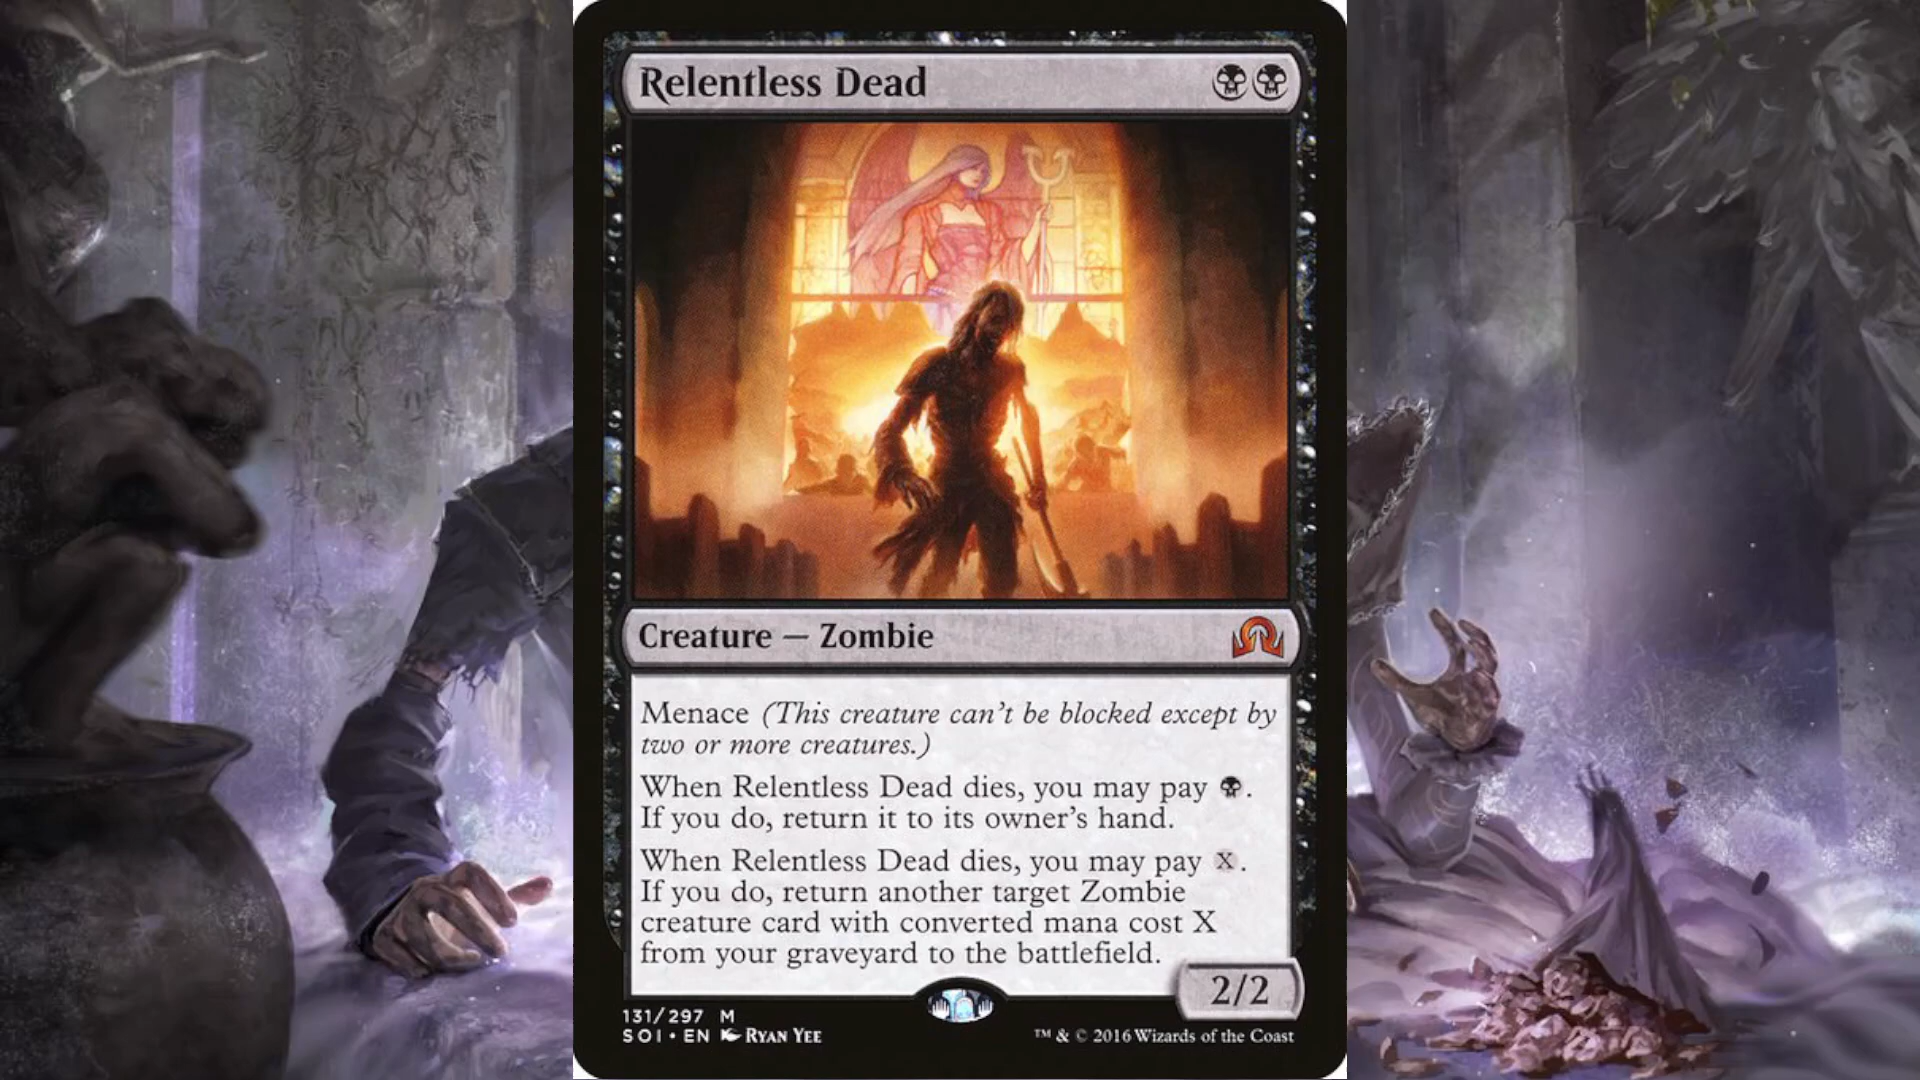 Relentless Dead
Creature — Zombie
Menace (This creature can't be blocked except by
two or more creatures.)
When Relentless Dead dies, you may pay .
If you do, return it to its owner's hand.
When Relentless Dead dies, you may pay X.
If you do, return another target Zombie
creature card with converted mana cost X
from your graveyard to the battlefield.
2/2
131/297 M
SOI • EN RYAN YEE
™ & © 2016 Wizards of the Coast